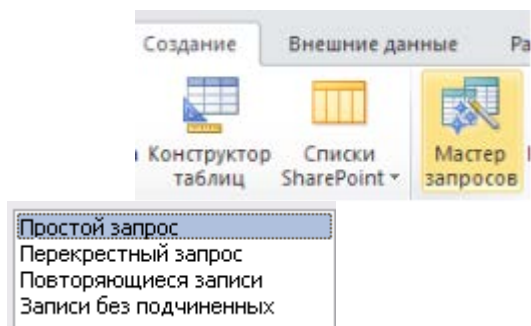 Создание Внешние данные Ра
Конструктор таблиц Списки SharePoint Мастер запросов
Простой запрос
Перекрестный запрос
Повторяющиеся записи
Записи без подчиненных